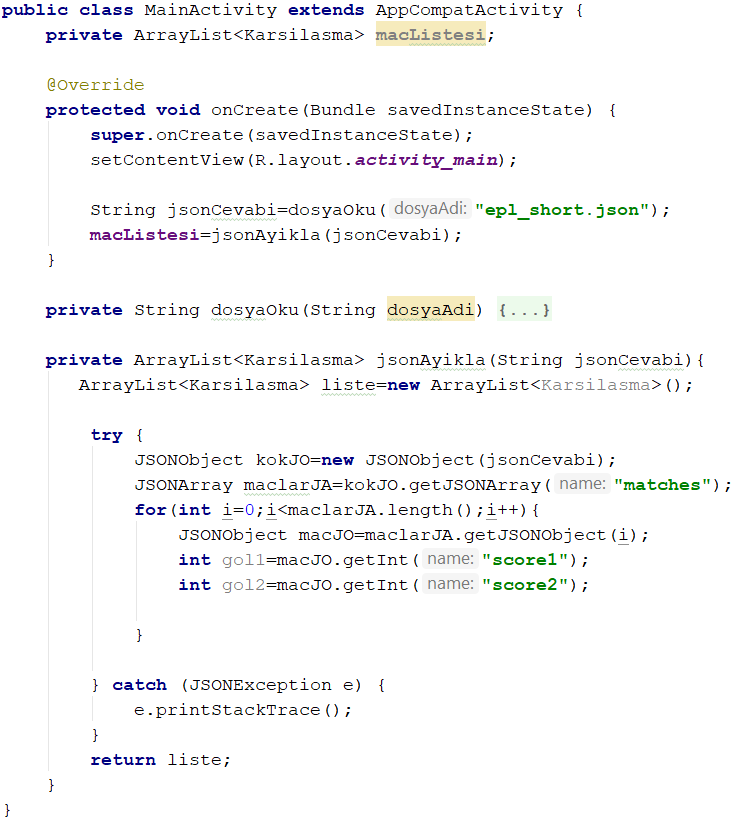 public class MainActivity extends AppCompatActivity {
    private ArrayList<Karsilasma> macListesi;
    @Override
    protected void onCreate(Bundle savedInstanceState) {
        super.onCreate(savedInstanceState);
        setContentView(R.layout.activity_main);
        String jsonCevabi=dosyaOku( dosyaAdi: "epl_short.json");
        macListesi=jsonAyikla(jsonCevabi);
    }
    private String dosyaOku(String dosyaAdi) {...}
    private ArrayList<Karsilasma> jsonAyikla(String jsonCevabi){
       ArrayList<Karsilasma> liste=new ArrayList<Karsilasma>();
        try {
            JSONObject kokJO=new JSONObject(jsonCevabi);
            JSONArray maclarJA=kokJO.getJSONArray( name: "matches");
            for(int i=0;i<maclarJA.length();i++){
                JSONObject macJO=maclarJA.getJSONObject(i);
                int gol1=macJO.getInt( name: "score1");
                int gol2=macJO.getInt( name: "score2");
            }
        } catch (JSONException e) {
            e.printStackTrace();
        }
        return liste;
    }
}